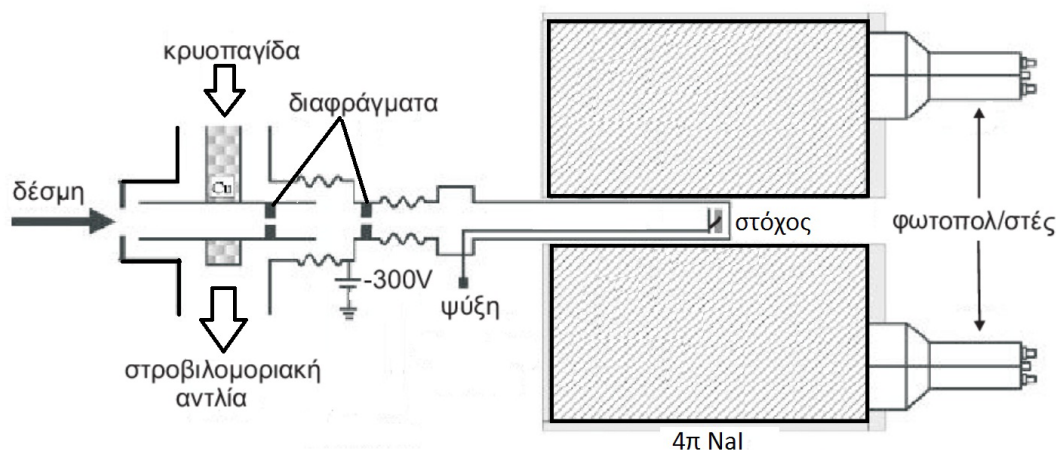 κρυοπαγίδα
διαφράγματα
Cu
δέσμη
στόχος
φωτοπολ/στές
-300V
ψύξη
στροβιλομοριακή
αντλία
4π NaI